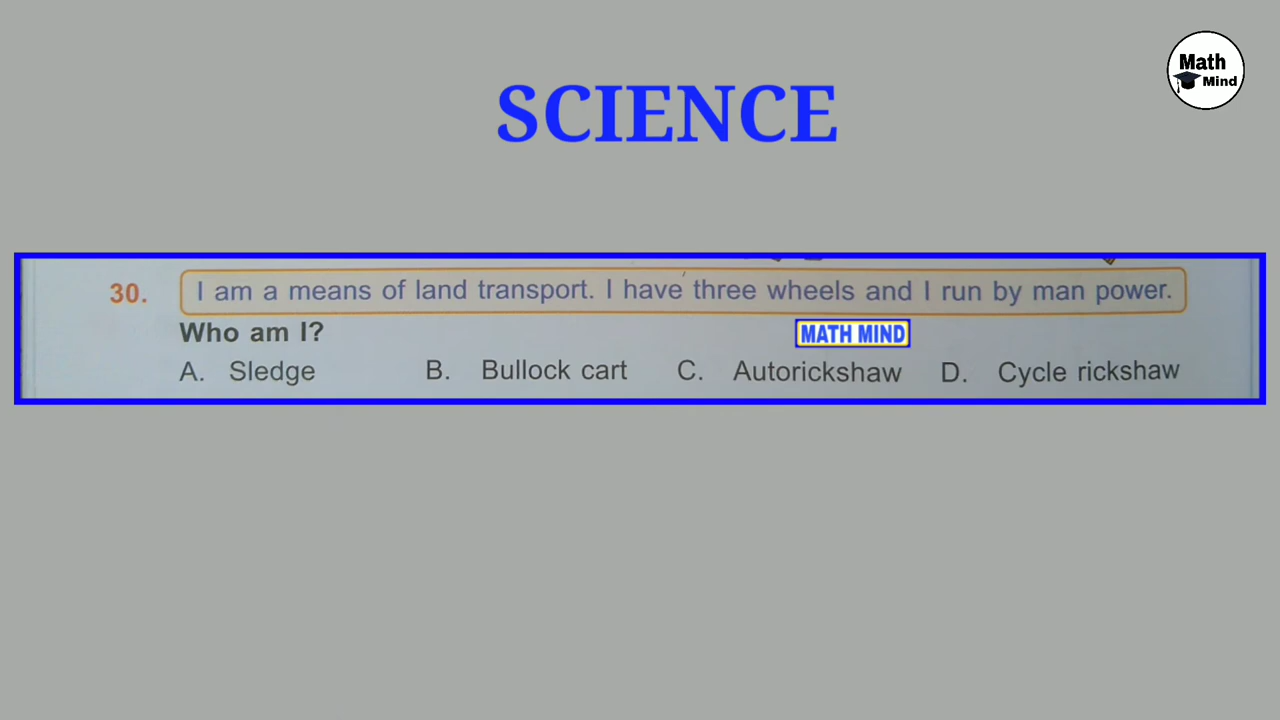 Math
Mind
SCIENCE
30. I am a means of land transport. I have three wheels and I run by man power.
Who am I?
MATH MIND
A. Sledge B. Bullock cart C. Autorickshaw D. Cycle rickshaw